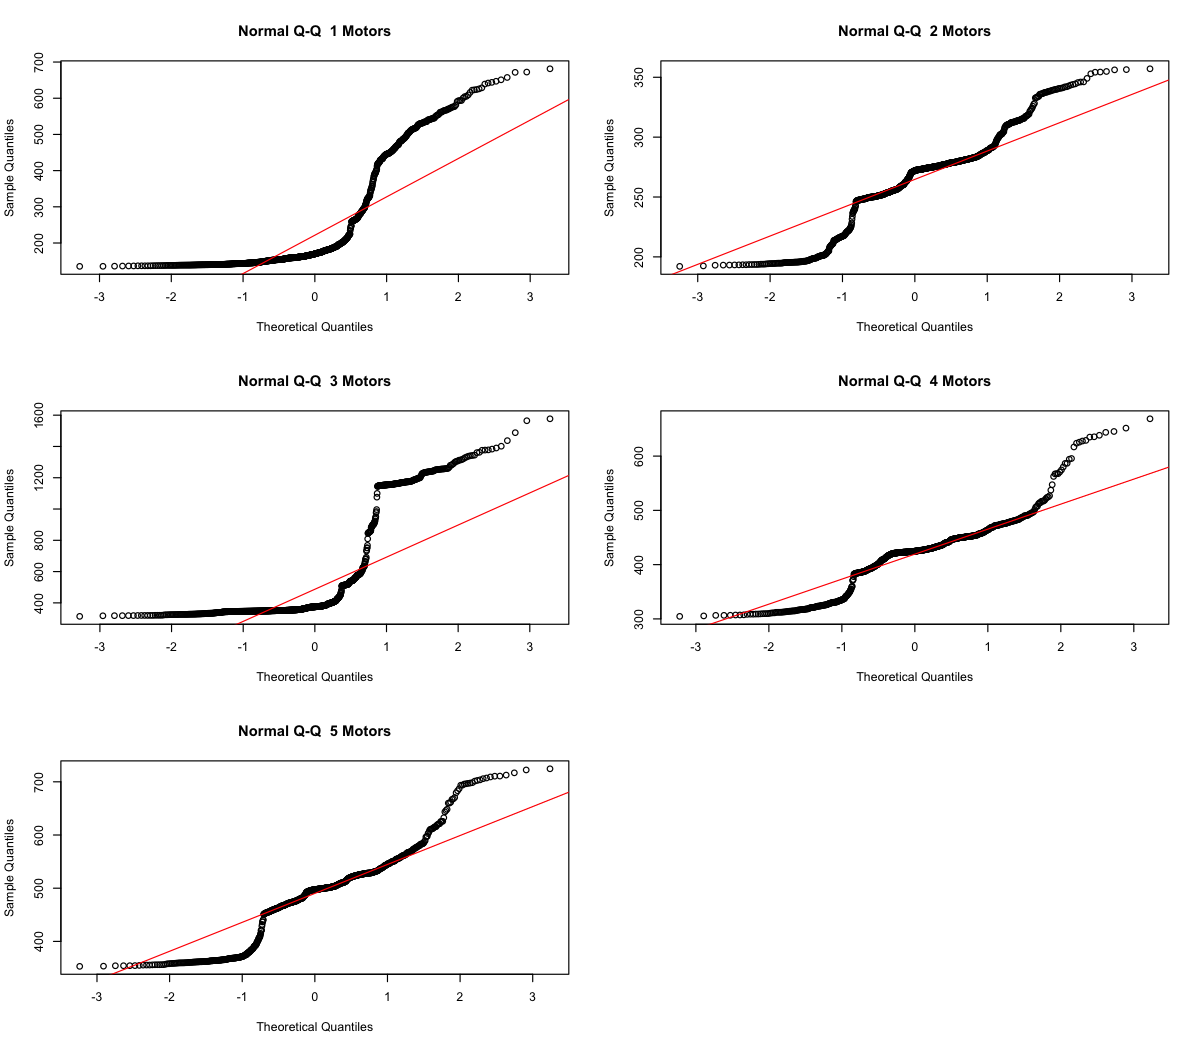 Normal Q-Q  1 Motors
Sample Quantiles
700
600
500
400
300
200
-3 -2 -1 0 1 2 3
Theoretical Quantiles
Normal Q-Q  2 Motors
Sample Quantiles
350
300
250
200
-3 -2 -1 0 1 2 3
Theoretical Quantiles
Normal Q-Q  3 Motors
Sample Quantiles
1600
1200
800
600
400
-3 -2 -1 0 1 2 3
Theoretical Quantiles
Normal Q-Q  4 Motors
Sample Quantiles
600
500
400
300
-3 -2 -1 0 1 2 3
Theoretical Quantiles
Normal Q-Q  5 Motors
Sample Quantiles
700
600
500
400
-3 -2 -1 0 1 2 3
Theoretical Quantiles